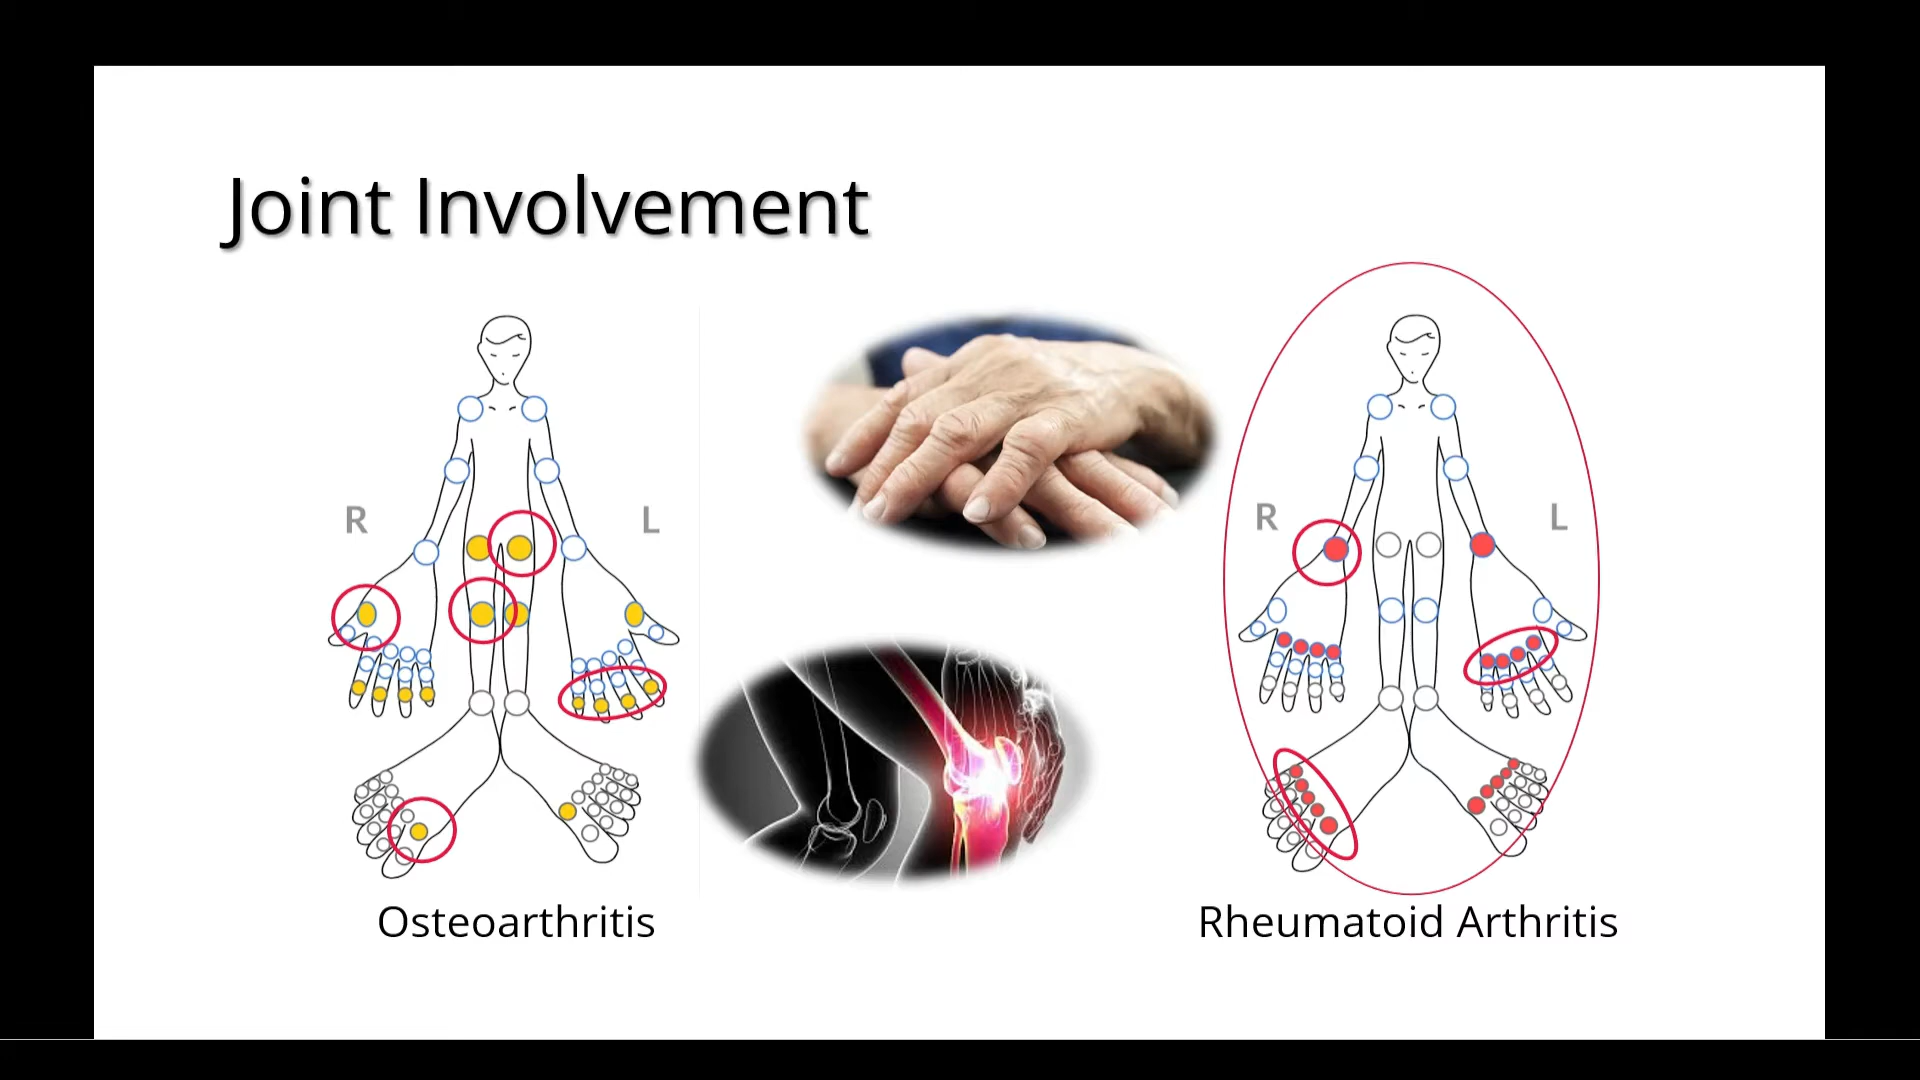 Joint Involvement
R
L
R
L
Osteoarthritis
Rheumatoid Arthritis